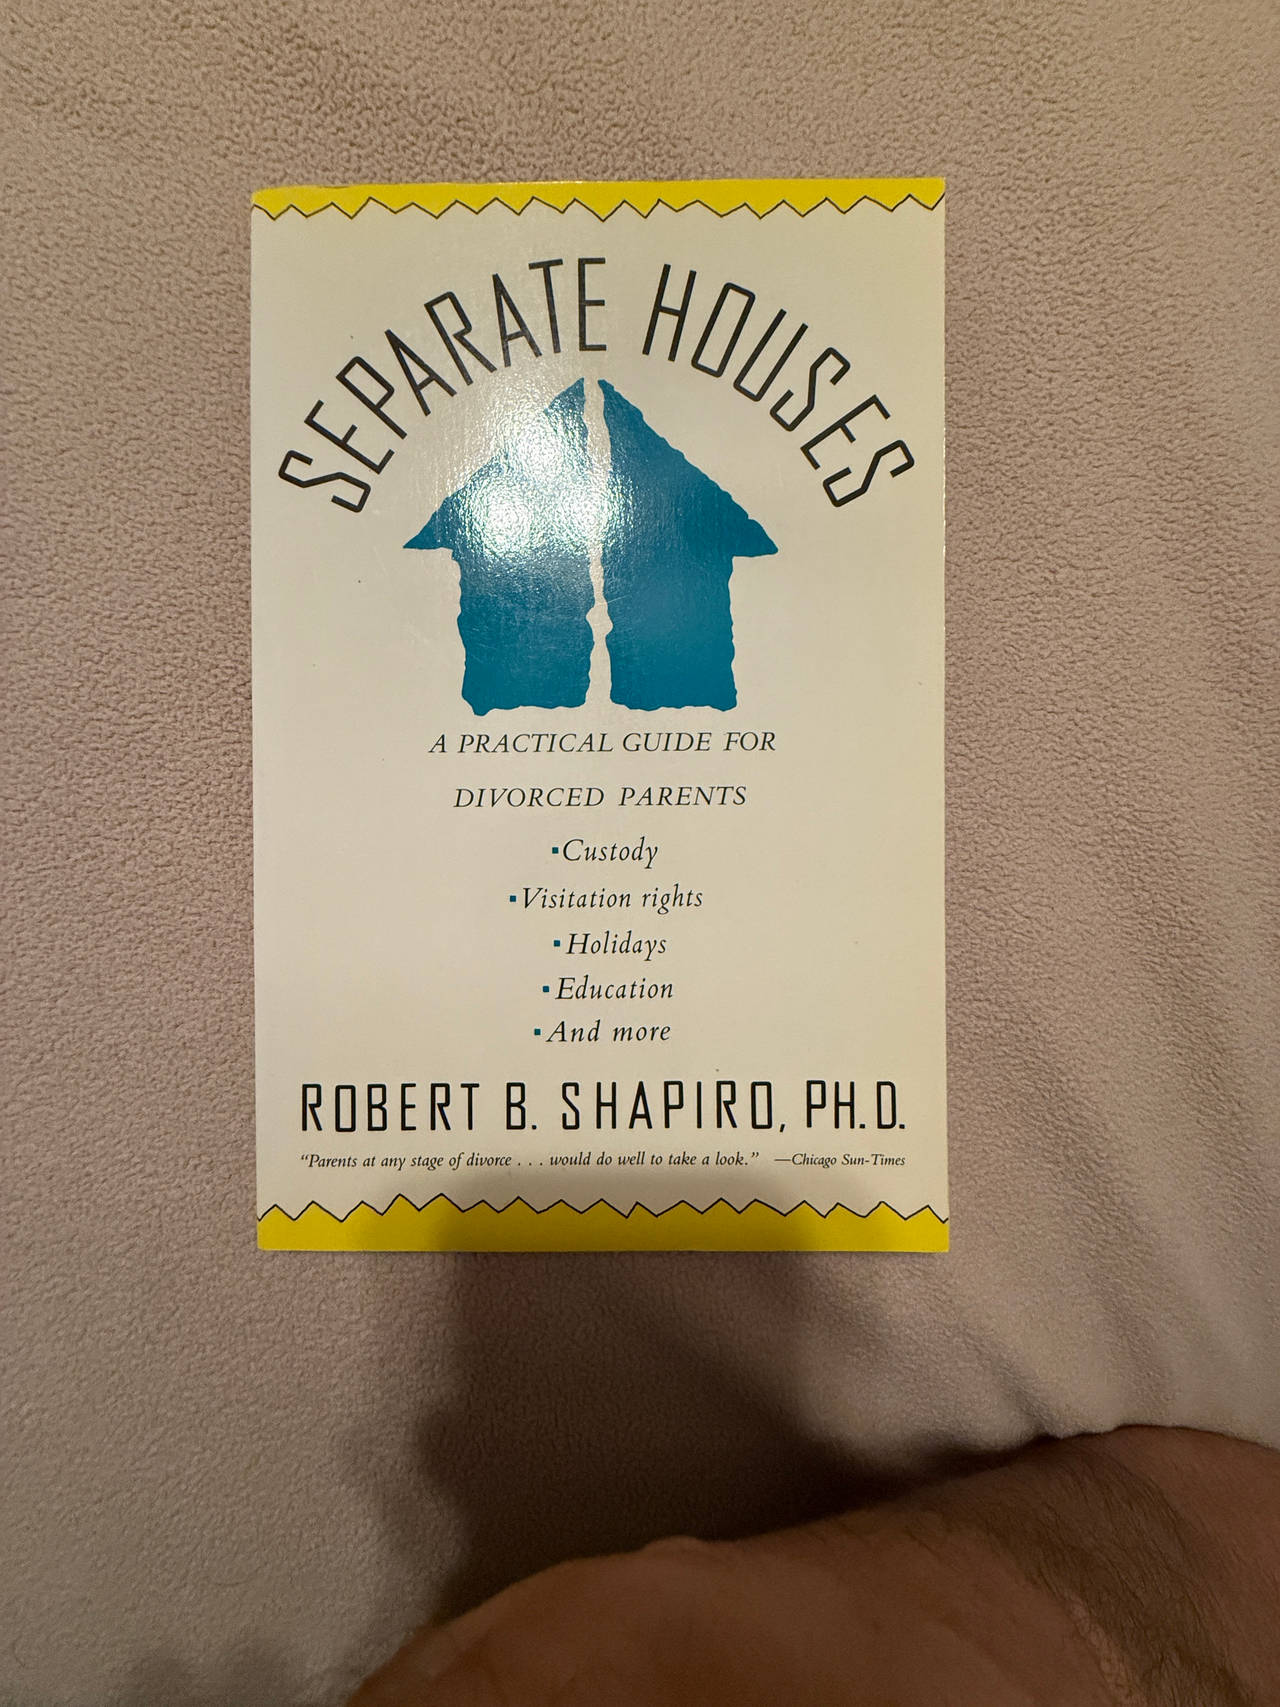 SEPARATE HOUSES
A PRACTICAL GUIDE FOR
DIVORCED PARENTS
▪Custody
▪Visitation rights
▪Holidays
▪Education
▪And more
ROBERT B. SHAPIRO, PH.D.
“Parents at any stage of divorce . . . would do well to take a look.” —Chicago Sun-Times